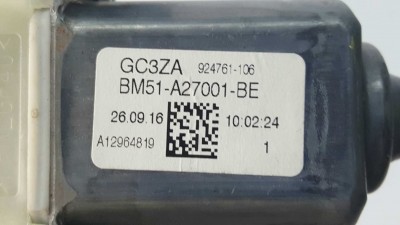 GC3ZA 924761-106
BM51-A27001-BE
26.09.16 10:02:24
A12964819 1